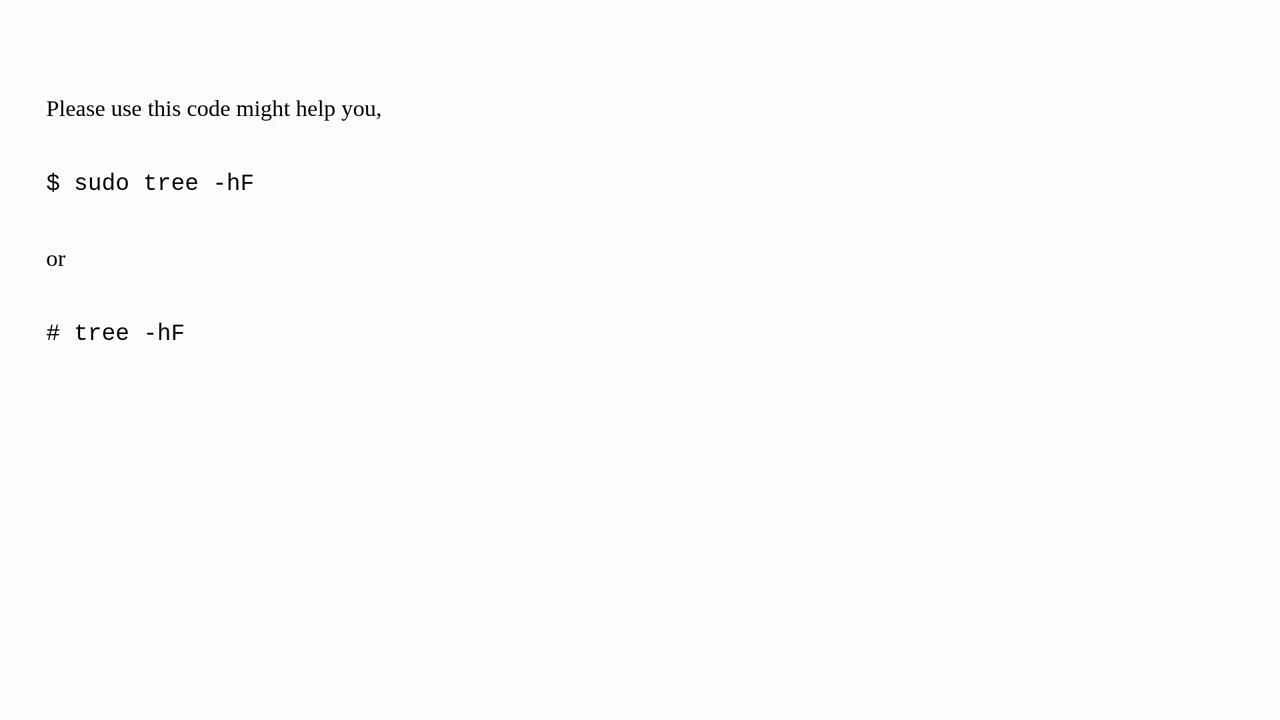 Please use this code might help you,
$ sudo tree -hF
or
# tree -hF